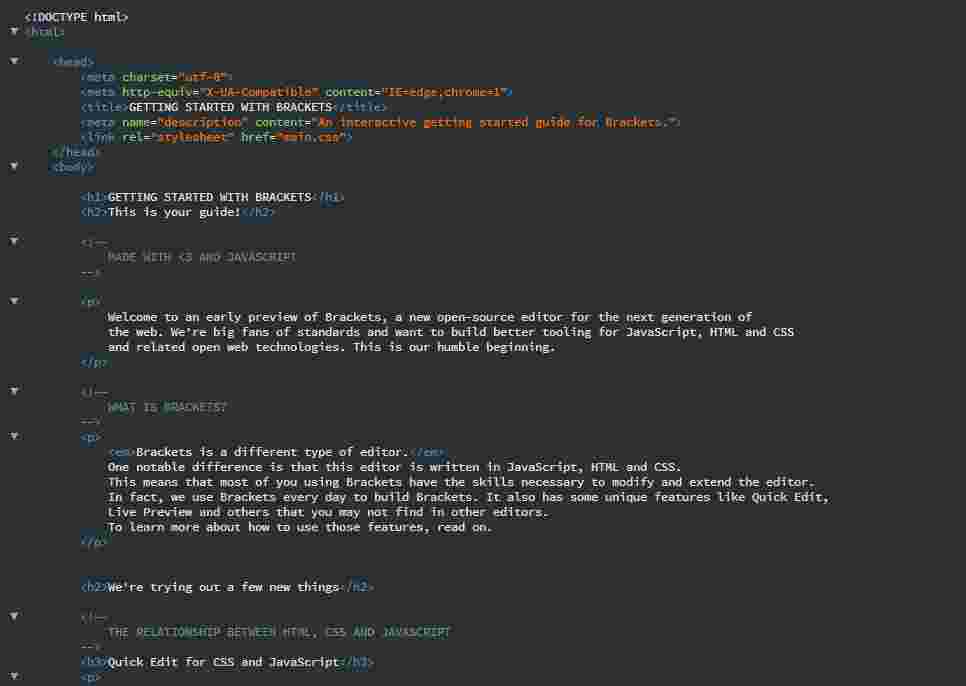 <!DOCTYPE html>
<html>
<head>
<meta charset="utf-8">
<meta http-equiv="X-UA-Compatible" content="IE=edge,chrome=1">
<title>GETTING STARTED WITH BRACKETS</title>
<meta name="description" content="An interactive getting started guide for Brackets.">
<link rel="stylesheet" href="main.css">
</head>
<body>
<h1>GETTING STARTED WITH BRACKETS</h1>
<h2>This is your guide!</h2>
<!--
MADE WITH <3 AND JAVASCRIPT
-->
<p>
Welcome to an early preview of Brackets, a new open-source editor for the next generation of
the web. We're big fans of standards and want to build better tooling for JavaScript, HTML and CSS
and related open web technologies. This is our humble beginning.
</p>
<!--
WHAT IS BRACKETS?
-->
<p>
<em>Brackets is a different type of editor.</em>
One notable difference is that this editor is written in JavaScript, HTML and CSS.
This means that most of you using Brackets have the skills necessary to modify and extend the editor.
In fact, we use Brackets every day to build Brackets. It also has some unique features like Quick Edit,
Live Preview and others that you may not find in other editors.
To learn more about how to use those features, read on.
</p>
<h2>We're trying out a few new things</h2>
<!--
THE RELATIONSHIP BETWEEN HTML, CSS AND JAVASCRIPT
-->
<h3>Quick Edit for CSS and JavaScript</h3>
<p>